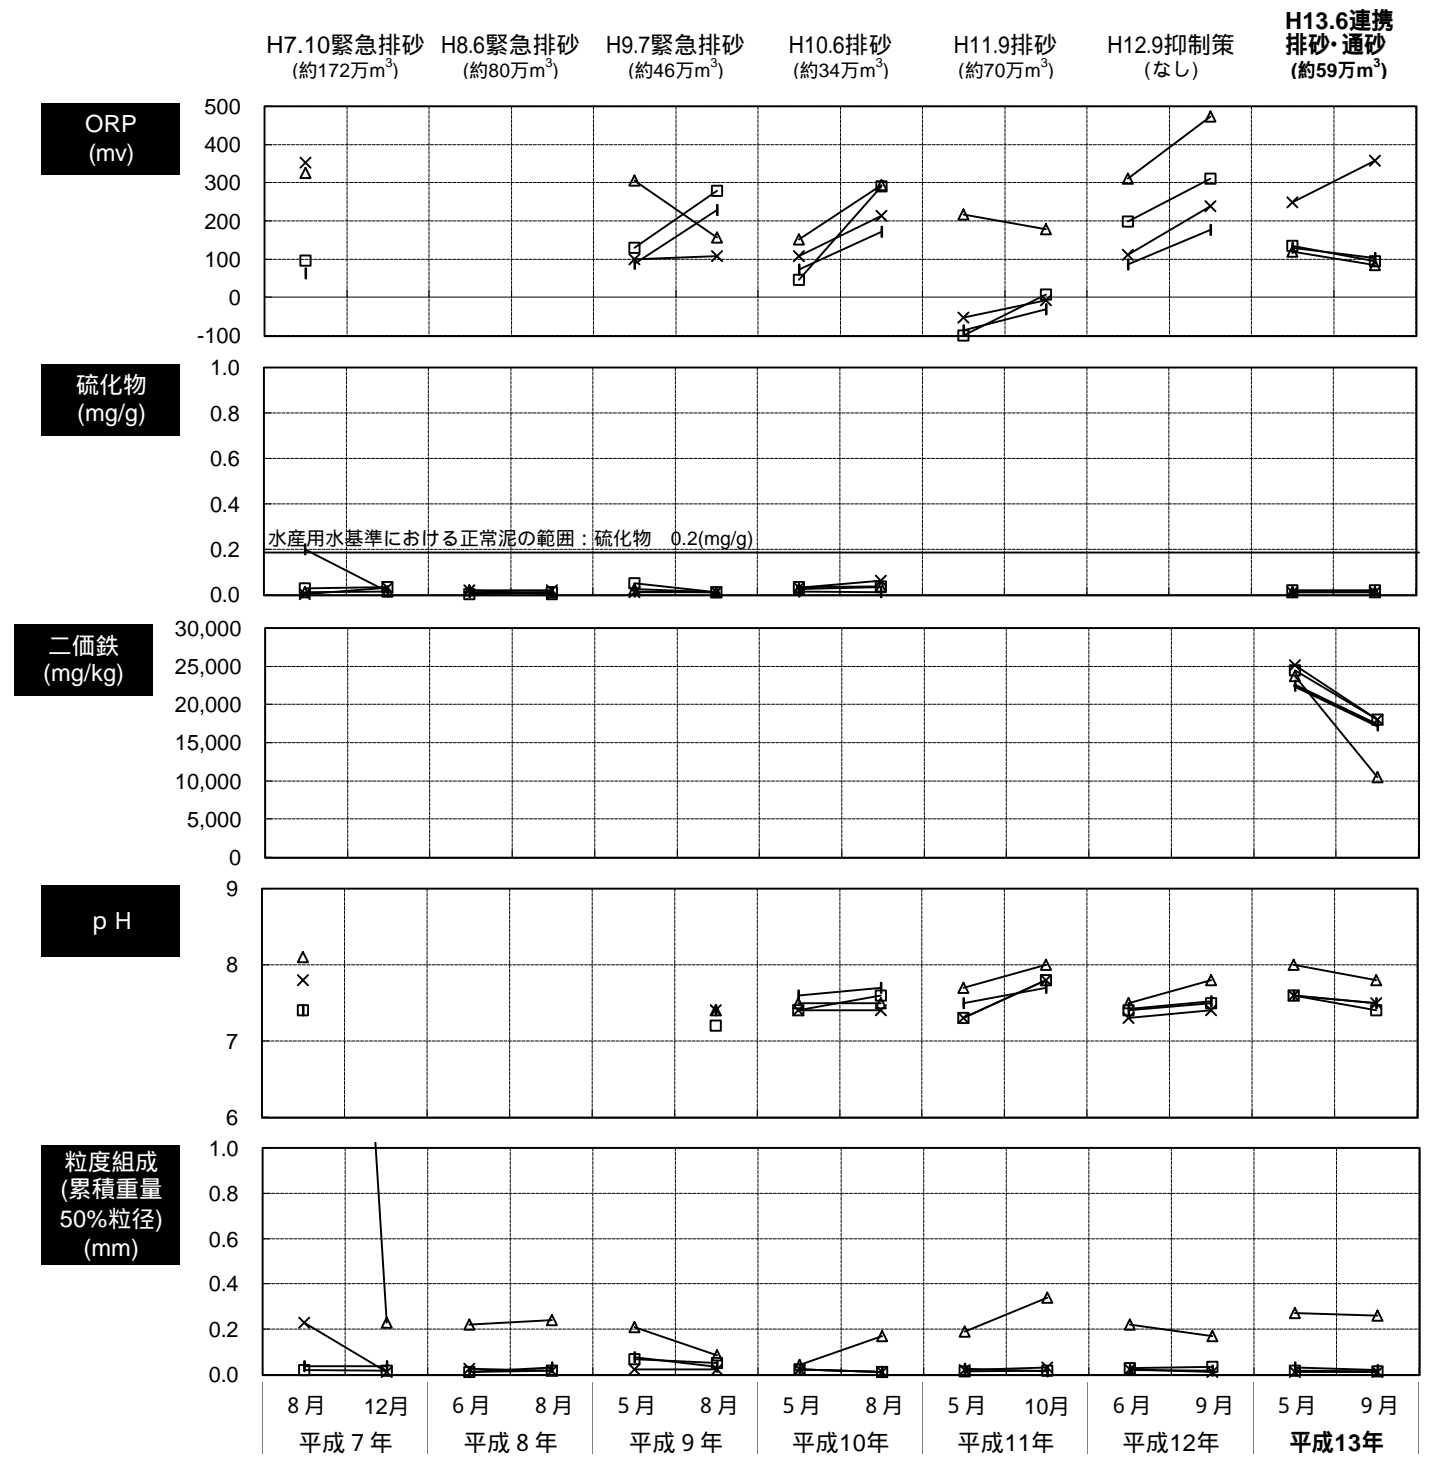 H13.6連携
H7.10緊急排砂 H8.6緊急排砂 H9.7緊急排砂 H10.6排砂 H11.9排砂 H12.9抑制策 排砂・通砂
(約172万m³) (約80万m³) (約46万m³) (約34万m³) (約70万m³) (なし) (約59万m³)
ORP
(mv)
500
400
300
200
100
0
-100
硫化物
(mg/g)
1.0
0.8
0.6
0.4
水産用水基準における正常泥の範囲：硫化物　0.2(mg/g)
0.2
0.0
二価鉄
(mg/kg)
30,000
25,000
20,000
15,000
10,000
5,000
0
ｐＨ
9
8
7
6
粒度組成
(累積重量
50%粒径)
(mm)
1.0
0.8
0.6
0.4
0.2
0.0
８月 12月 ６月 ８月 ５月 ８月 ５月 ８月 ５月 10月 ６月 ９月 ５月 ９月
平成７年 平成８年 平成９年 平成10年 平成11年 平成12年 平成13年